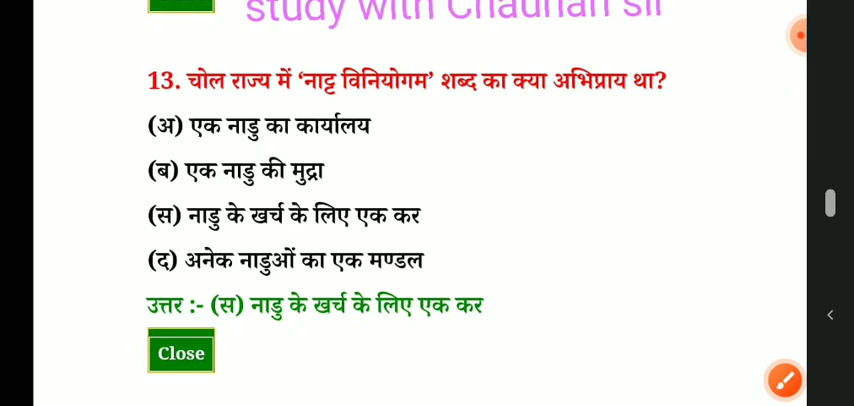 study with Chauhan sir
13. चोल राज्य में ‘नाट्ट विनियोगम’ शब्द का क्या अभिप्राय था?
(अ) एक नाडु का कार्यालय
(ब) एक नाडु की मुद्रा
(स) नाडु के खर्च के लिए एक कर
(द) अनेक नाडुओं का एक मण्डल
उत्तर :- (स) नाडु के खर्च के लिए एक कर
Close